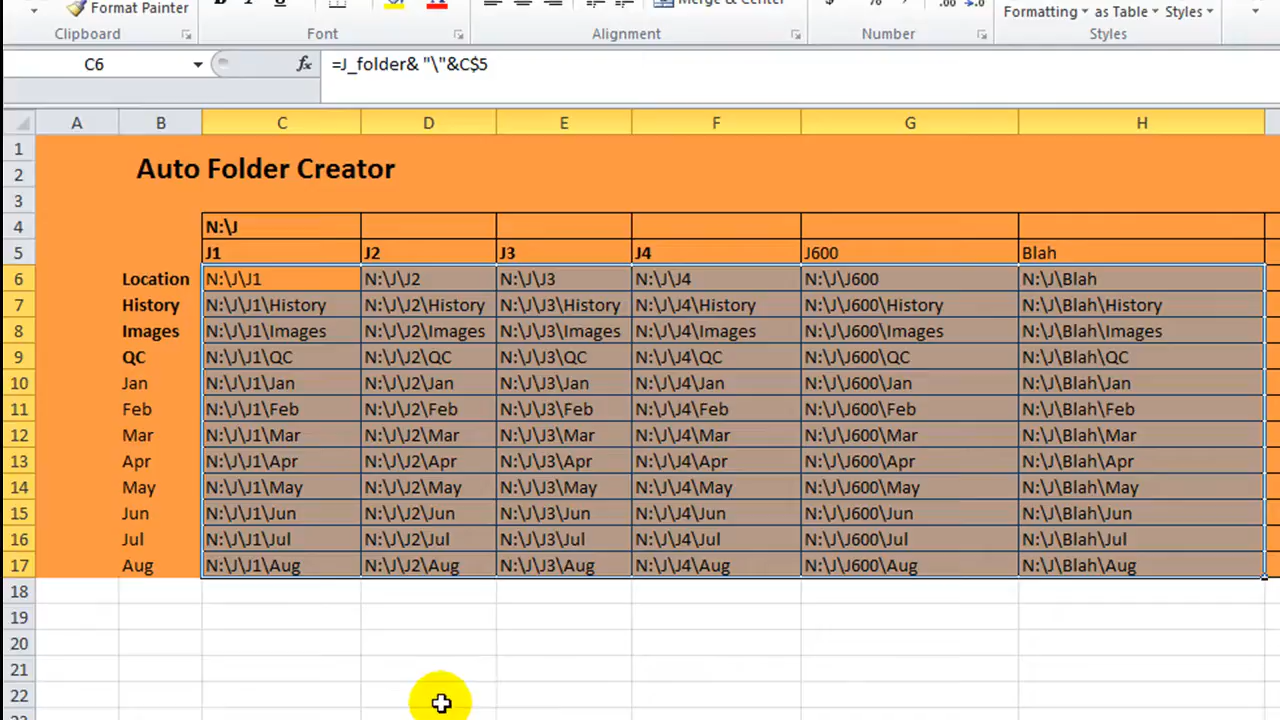 Format Painter
Merge & Center
$ % , .00 .0
Formatting as Table Styles
Clipboard Font Alignment Number Styles
C6 fx =J_folder& "\"&C$5
A B C D E F G H
1
2 Auto Folder Creator
3
4 N:\J
5 J1 J2 J3 J4 J600 Blah
6 Location N:\J\J1 N:\J\J2 N:\J\J3 N:\J\J4 N:\J\J600 N:\J\Blah
7 History N:\J\J1\History N:\J\J2\History N:\J\J3\History N:\J\J4\History N:\J\J600\History N:\J\Blah\History
8 Images N:\J\J1\Images N:\J\J2\Images N:\J\J3\Images N:\J\J4\Images N:\J\J600\Images N:\J\Blah\Images
9 QC N:\J\J1\QC N:\J\J2\QC N:\J\J3\QC N:\J\J4\QC N:\J\J600\QC N:\J\Blah\QC
10 Jan N:\J\J1\Jan N:\J\J2\Jan N:\J\J3\Jan N:\J\J4\Jan N:\J\J600\Jan N:\J\Blah\Jan
11 Feb N:\J\J1\Feb N:\J\J2\Feb N:\J\J3\Feb N:\J\J4\Feb N:\J\J600\Feb N:\J\Blah\Feb
12 Mar N:\J\J1\Mar N:\J\J2\Mar N:\J\J3\Mar N:\J\J4\Mar N:\J\J600\Mar N:\J\Blah\Mar
13 Apr N:\J\J1\Apr N:\J\J2\Apr N:\J\J3\Apr N:\J\J4\Apr N:\J\J600\Apr N:\J\Blah\Apr
14 May N:\J\J1\May N:\J\J2\May N:\J\J3\May N:\J\J4\May N:\J\J600\May N:\J\Blah\May
15 Jun N:\J\J1\Jun N:\J\J2\Jun N:\J\J3\Jun N:\J\J4\Jun N:\J\J600\Jun N:\J\Blah\Jun
16 Jul N:\J\J1\Jul N:\J\J2\Jul N:\J\J3\Jul N:\J\J4\Jul N:\J\J600\Jul N:\J\Blah\Jul
17 Aug N:\J\J1\Aug N:\J\J2\Aug N:\J\J3\Aug N:\J\J4\Aug N:\J\J600\Aug N:\J\Blah\Aug
18
19
20
21
22